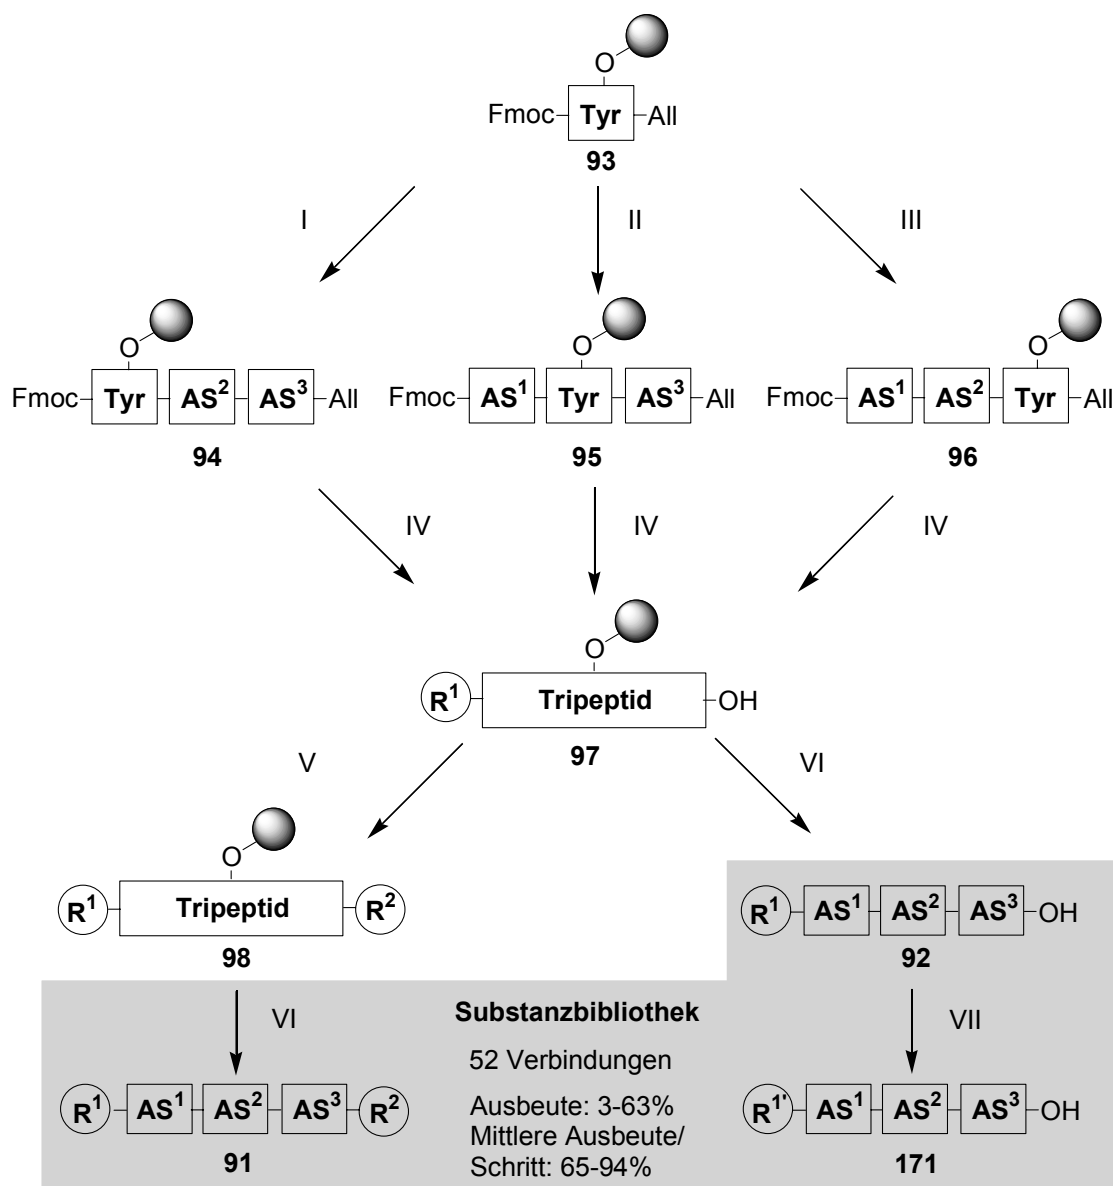 O
Fmoc Tyr All
93
I II III
O O O
Fmoc Tyr AS² AS³ All Fmoc AS¹ Tyr AS³ All Fmoc AS¹ AS² Tyr All
94 95 96
IV IV IV
O
R¹ Tripeptid OH
97
V VI
O
R¹ Tripeptid R²
98
R¹ AS¹ AS² AS³ OH
92
VI
VII
Substanzbibliothek
52 Verbindungen
Ausbeute: 3-63%
Mittlere Ausbeute/
Schritt: 65-94%
R¹ AS¹ AS² AS³ R²
91
R¹' AS¹ AS² AS³ OH
171